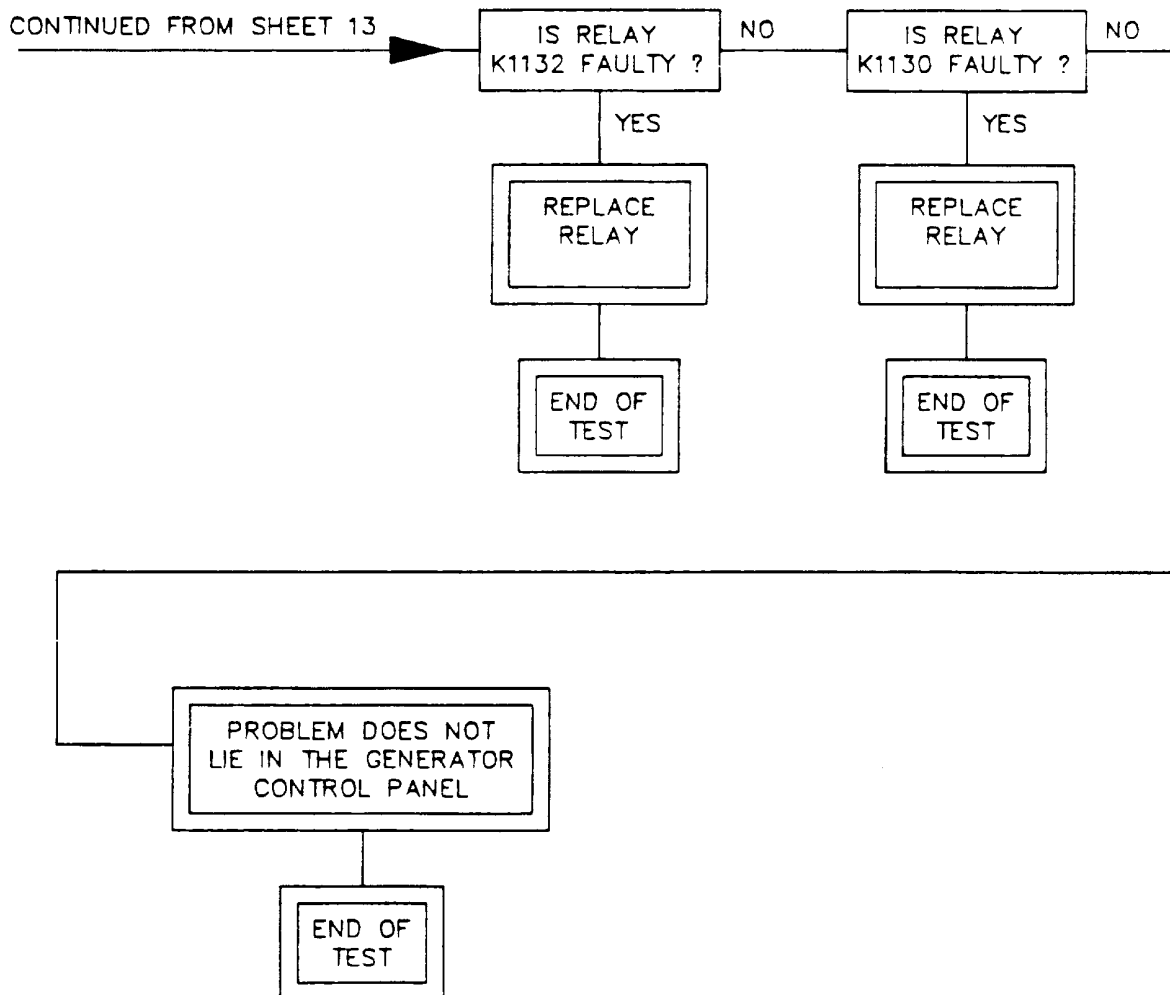 CONTINUED FROM SHEET 13
IS RELAY
K1132 FAULTY ?
NO
IS RELAY
K1130 FAULTY ?
NO
YES
YES
REPLACE
RELAY
REPLACE
RELAY
END OF
TEST
END OF
TEST
PROBLEM DOES NOT
LIE IN THE GENERATOR
CONTROL PANEL
END OF
TEST